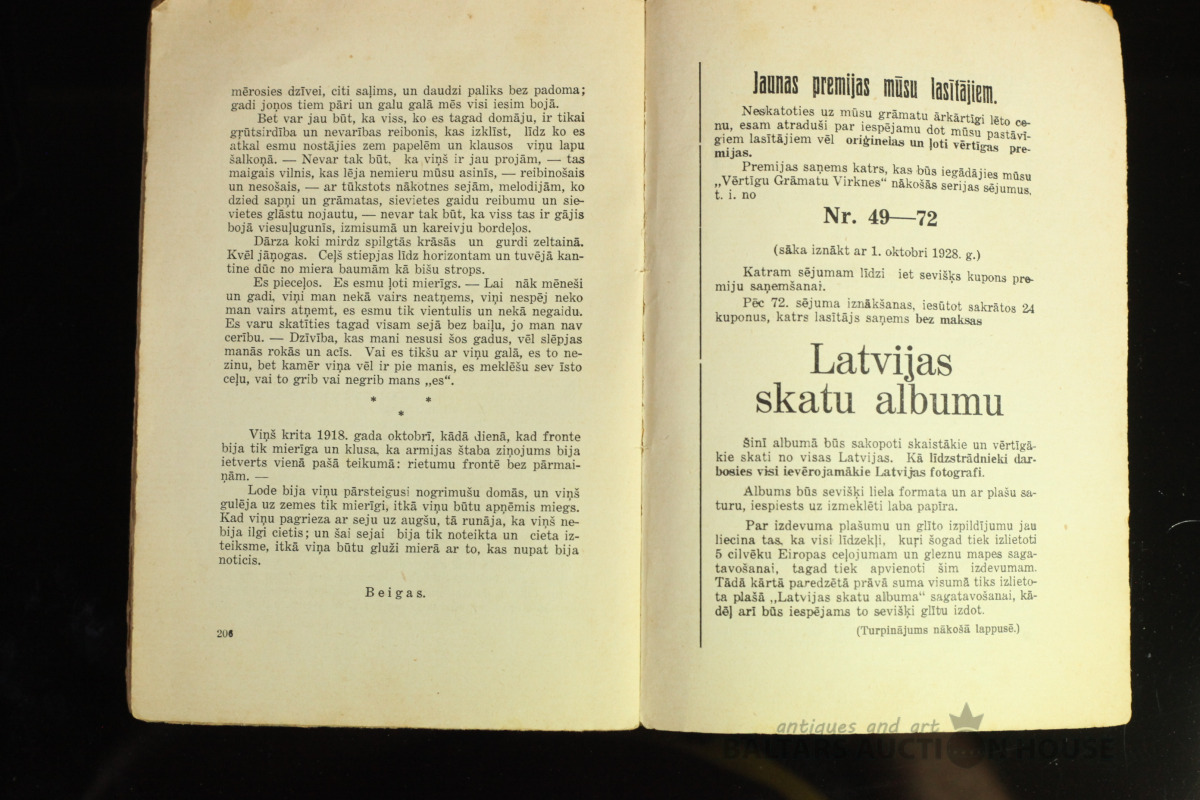 mērosies dzīvei, citi saļims, un daudzi paliks bez padoma;
gadi joņos tiem pāri un galu galā mēs visi iesim bojā.
Bet var jau būt, ka viss, ko es tagad domāju, ir tikai
gŗūtsirdība un nevarības reibonis, kas izklīst, līdz ko es
atkal esmu nostājies zem papelēm un klausos viņu lapu
šalkoņā. — Nevar tak būt, ka viņš ir jau projām, — tas
maigais vilnis, kas lēja nemieru mūsu asinīs, — reibinošais
un nesošais, — ar tūkstots nākotnes sejām, melodijām, ko
dzied sapņi un grāmatas, sievietes gaidu reibumu un sie-
vietes glāstu nojautu, — nevar tak būt, ka viss tas ir gājis
bojā viesuļugunīs, izmisumā un kareivju bordeļos.
Dārza koki mirdz spilgtās krāsās un gurdi zeltainā.
Kvēl jāņogas. Ceļš stiepjas līdz horizontam un tuvējā kan-
tine dūc no miera baumām kā bišu strops.
Es pieceļos. Es esmu ļoti mierīgs. — Lai nāk mēneši
un gadi, viņi man nekā vairs neatņems, viņi nespēj neko
man vairs atņemt, es esmu tik vientulis un nekā negaidu.
Es varu skatīties tagad visam sejā bez baiļu, jo man nav
cerību. — Dzīvība, kas mani nesusi šos gadus, vēl slēpjas
manās rokās un acīs. Vai es tikšu ar viņu galā, es to ne-
zinu, bet kamēr viņa vēl ir pie manis, es meklēšu sev īsto
ceļu, vai to grib vai negrib mans „es“.
* *
*
Viņš krita 1918. gada oktobrī, kādā dienā, kad fronte
bija tik mierīga un klusa, ka armijas štaba ziņojums bija
ietverts vienā pašā teikumā: rietumu frontē bez pārmai-
ņām. —
Lode bija viņu pārsteigusi nogrimušu domās, un viņš
gulēja uz zemes tik mierīgi, itkā viņu būtu apņēmis miegs.
Kad viņu pagrieza ar seju uz augšu, tā runāja, ka viņš ne-
bija ilgi cietis; un šai sejai bija tik noteikta un cieta iz-
teiksme, itkā viņa būtu gluži mierā ar to, kas nupat bija
noticis.
Beigas.
206
Jaunas premijas mūsu lasītājiem.
Neskatoties uz mūsu grāmatu ārkārtīgi lēto ce-
nu, esam atraduši par iespējamu dot mūsu pastāvī-
giem lasītājiem vēl oriģinelas un ļoti vērtīgas pre-
mijas.
Premijas saņems katrs, kas būs iegādājies mūsu
„Vērtīgu Grāmatu Virknes“ nākošās serijas sējumus,
t. i. no
Nr. 49—72
(sāka iznākt ar 1. oktobri 1928. g.)
Katram sējumam līdzi iet sevišķs kupons pre-
miju saņemšanai.
Pēc 72. sējuma iznākšanas, iesūtot sakrātos 24
kuponus, katrs lasītājs saņems bez maksas
Latvijas
skatu albumu
Šinī albumā būs sakopoti skaistākie un vērtīgā-
kie skati no visas Latvijas. Kā līdzstrādnieki dar-
bosies visi ievērojamākie Latvijas fotografi.
Albums būs sevišķi liela formata un ar plašu sa-
turu, iespiests uz izmeklēti laba papīra.
Par izdevuma plašumu un glīto izpildījumu jau
liecina tas, ka visi līdzekļi, kuŗi šogad tiek izlietoti
5 cilvēku Eiropas ceļojumam un gleznu mapes saga-
tavošanai, tagad tiek apvienoti šim izdevumam.
Tādā kārtā paredzētā prāvā suma visumā tiks izlieto-
ta plašā „Latvijas skatu albuma“ sagatavošanai, kā-
dēļ arī būs iespējams to sevišķi glītu izdot.
(Turpinājums nākošā lappusē.)
antiques and art
BALTARS AUCTION HOUSE